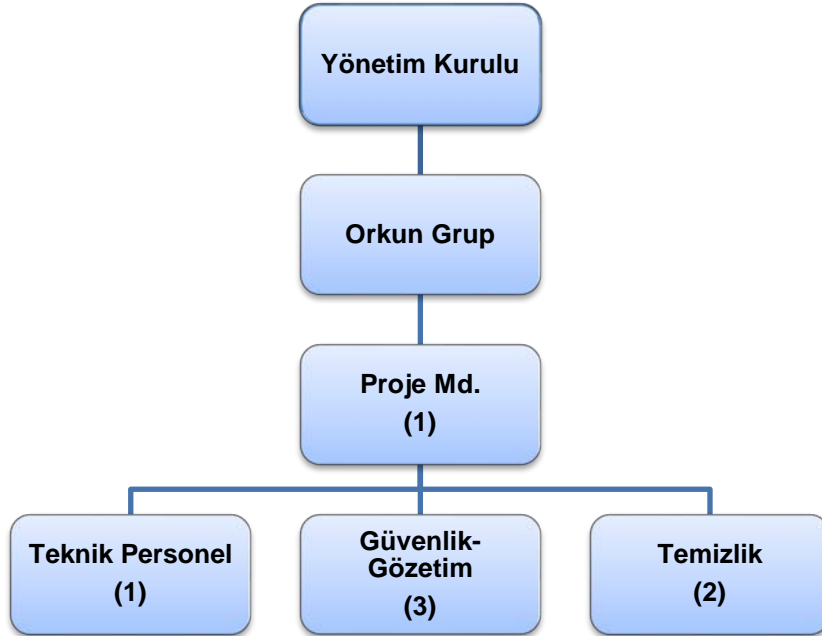 Yönetim Kurulu
Orkun Grup
Proje Md.
(1)
Teknik Personel
(1)
Güvenlik-
Gözetim
(3)
Temizlik
(2)